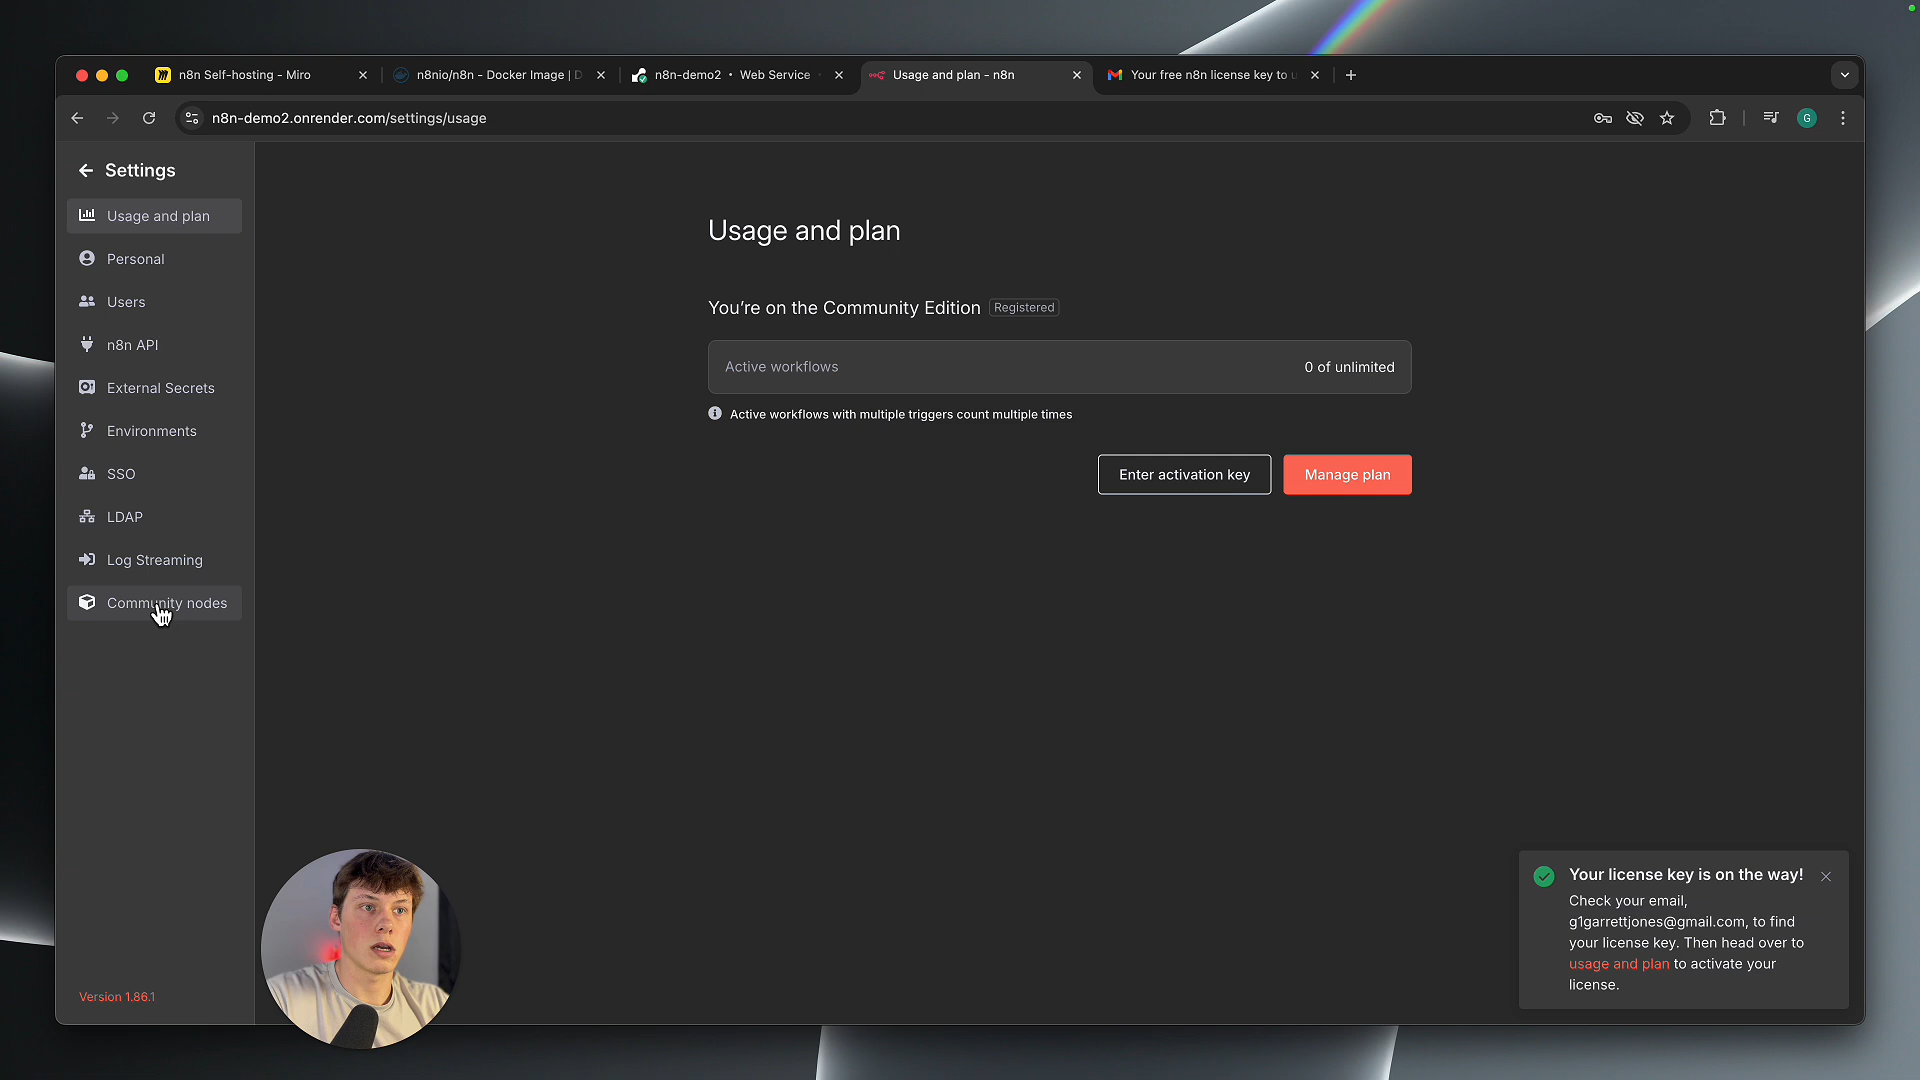 n8n Self-hosting - Miro
n8nio/n8n - Docker Image | D
n8n-demo2 • Web Service
Usage and plan - n8n
Your free n8n license key to u
n8n-demo2.onrender.com/settings/usage
G
Settings
Usage and plan
Personal
Users
n8n API
External Secrets
Environments
SSO
LDAP
Log Streaming
Community nodes
Version 1.86.1
Usage and plan
You're on the Community Edition Registered
Active workflows 0 of unlimited
Active workflows with multiple triggers count multiple times
Enter activation key
Manage plan
Your license key is on the way!
Check your email,
g1garrettjones@gmail.com, to find
your license key. Then head over to
usage and plan to activate your
license.